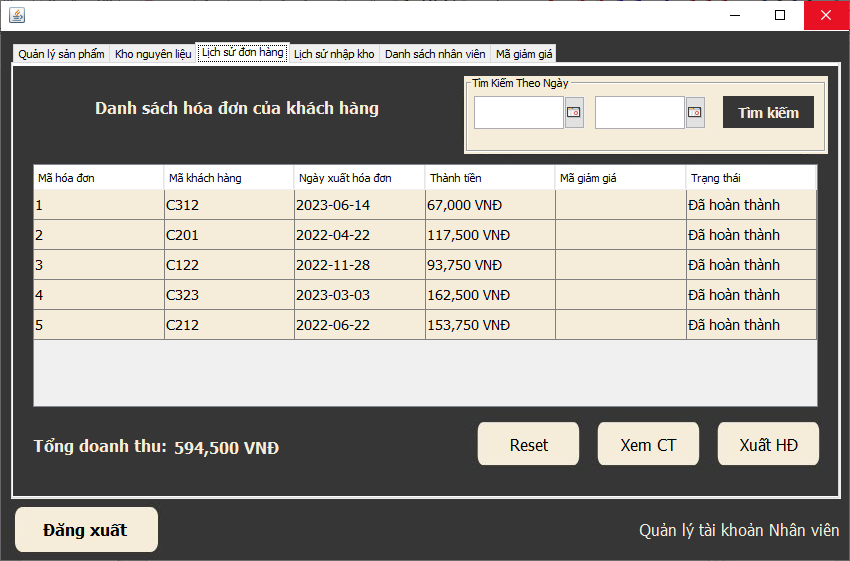 Quản lý sản phẩm Kho nguyên liệu Lịch sử đơn hàng Lịch sử nhập kho Danh sách nhân viên Mã giảm giá
Tìm Kiếm Theo Ngày
Danh sách hóa đơn của khách hàng
Tìm kiếm
Mã hóa đơn Mã khách hàng Ngày xuất hóa đơn Thành tiền Mã giảm giá Trạng thái
1 C312 2023-06-14 67,000 VNĐ Đã hoàn thành
2 C201 2022-04-22 117,500 VNĐ Đã hoàn thành
3 C122 2022-11-28 93,750 VNĐ Đã hoàn thành
4 C323 2023-03-03 162,500 VNĐ Đã hoàn thành
5 C212 2022-06-22 153,750 VNĐ Đã hoàn thành
Tổng doanh thu: 594,500 VNĐ
Reset Xem CT Xuất HĐ
Đăng xuất
Quản lý tài khoản Nhân viên